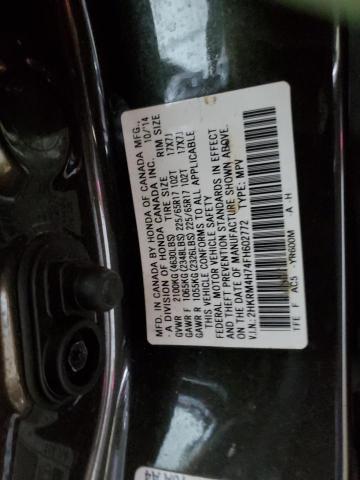 MFD. IN CANADA BY HONDA OF CANADA MFG.,
- A DIVISION OF HONDA CANADA INC. 10/'14
TIRE SIZE RIM SIZE
GVWR 2100KG(4630LBS)
GAWR F 1065KG(2348LBS) 225/65R17 102T 17X7J
GAWR R 1055KG(2326LBS) 225/65R17 102T 17X7J
THIS VEHICLE CONFORMS TO ALL APPLICABLE
FEDERAL MOTOR VEHICLE SAFETY
AND THEFT PREVENTION STANDARDS IN EFFECT
ON THE DATE OF MANUFACTURE SHOWN ABOVE.
V.I.N.: 2HKRM4H74FH602772 TYPE: MPV
YR600M A - H
TFE F AC5